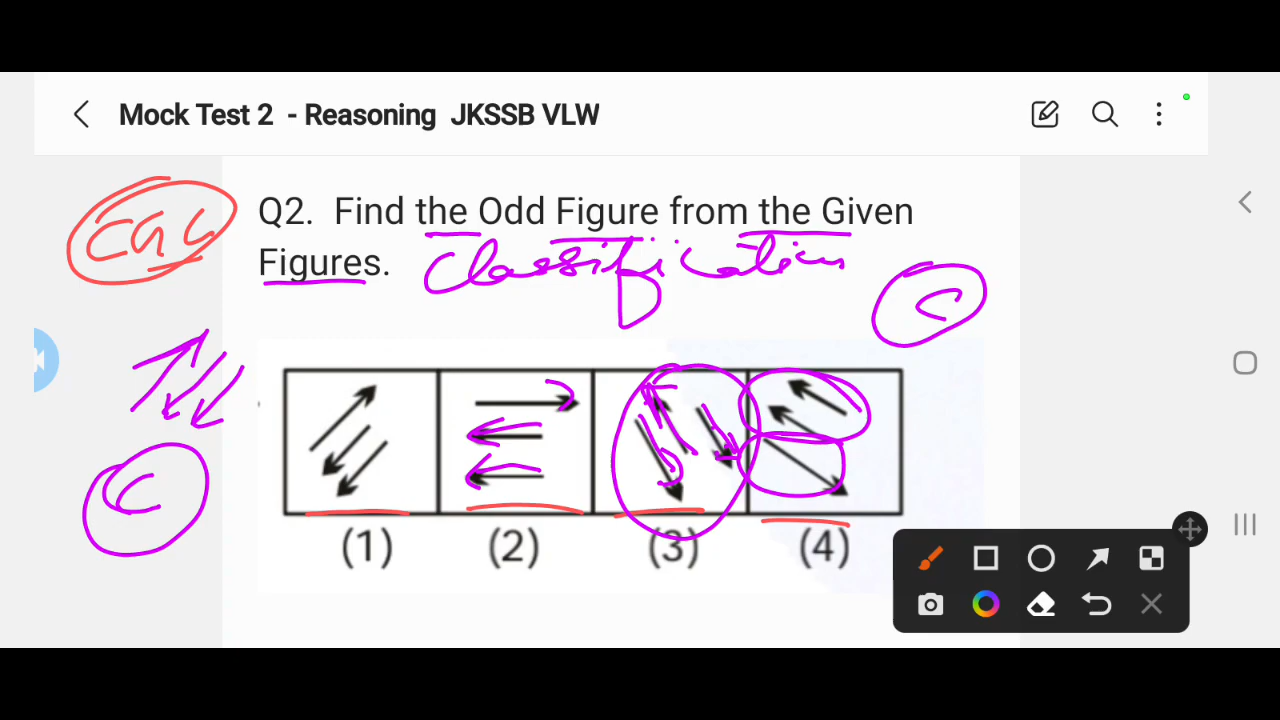 Mock Test 2 - Reasoning JKSSB VLW
Q2. Find the Odd Figure from the Given
Figures. Classification
C
C
(1) (2) (3) (4)